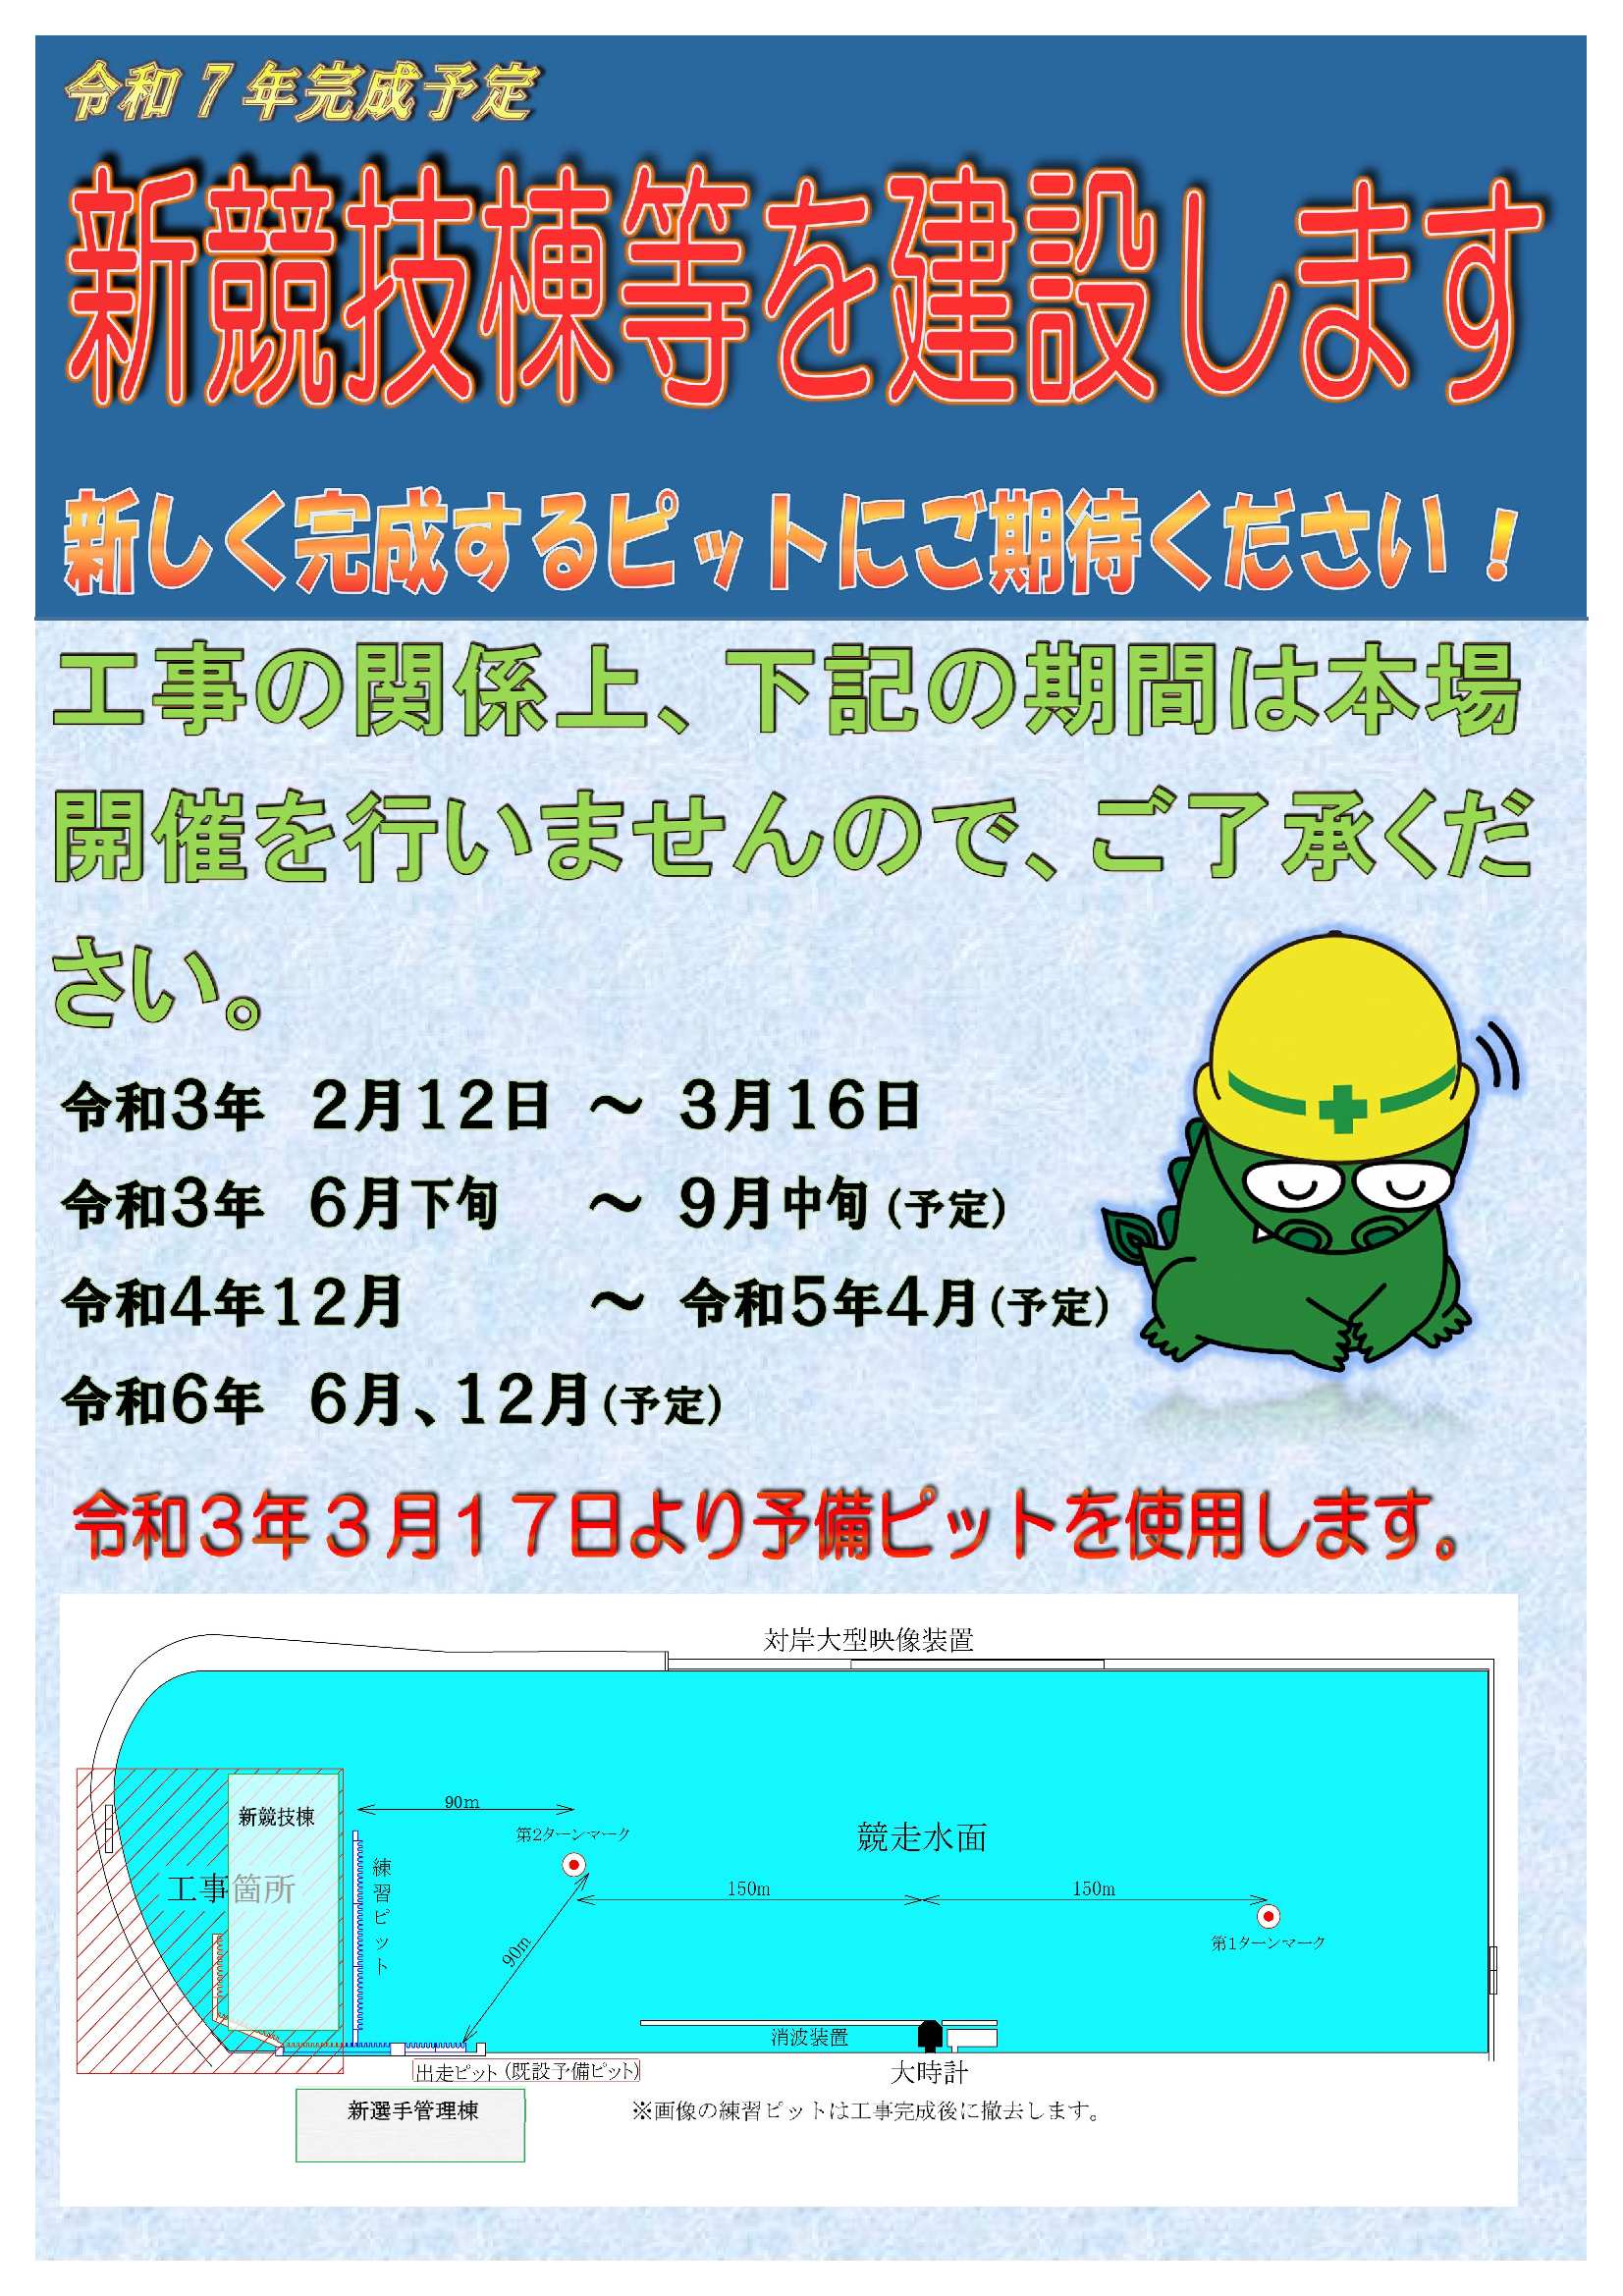 令和７年完成予定
新競技棟等を建設します
新しく完成するピットにご期待ください！
工事の関係上、下記の期間は本場
開催を行いませんので、ご了承くだ
さい。
令和3年　2月12日　～　3月16日
令和3年　6月下旬　～　9月中旬(予定)
令和4年12月　～　令和5年4月(予定)
令和6年　6月、12月(予定)
令和３年３月１７日より予備ピットを使用します。
対岸大型映像装置
新競技棟
90m
第2ターンマーク
競走水面
工事箇所
練習ピット
150m
150m
90m
第1ターンマーク
消波装置
出走ピット(既設予備ピット)
大時計
新選手管理棟
※画像の練習ピットは工事完成後に撤去します。